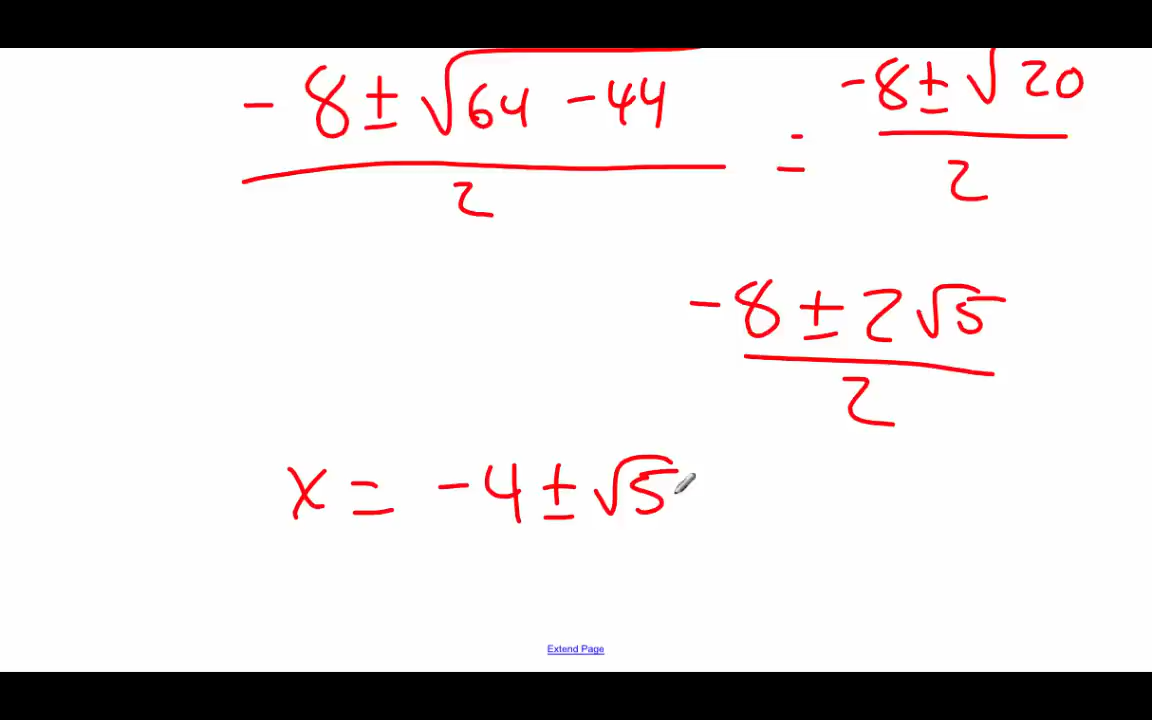 -8 ± √64 - 44 / 2 = -8 ± √20 / 2
-8 ± 2√5 / 2
x = -4 ± √5
Extend Page